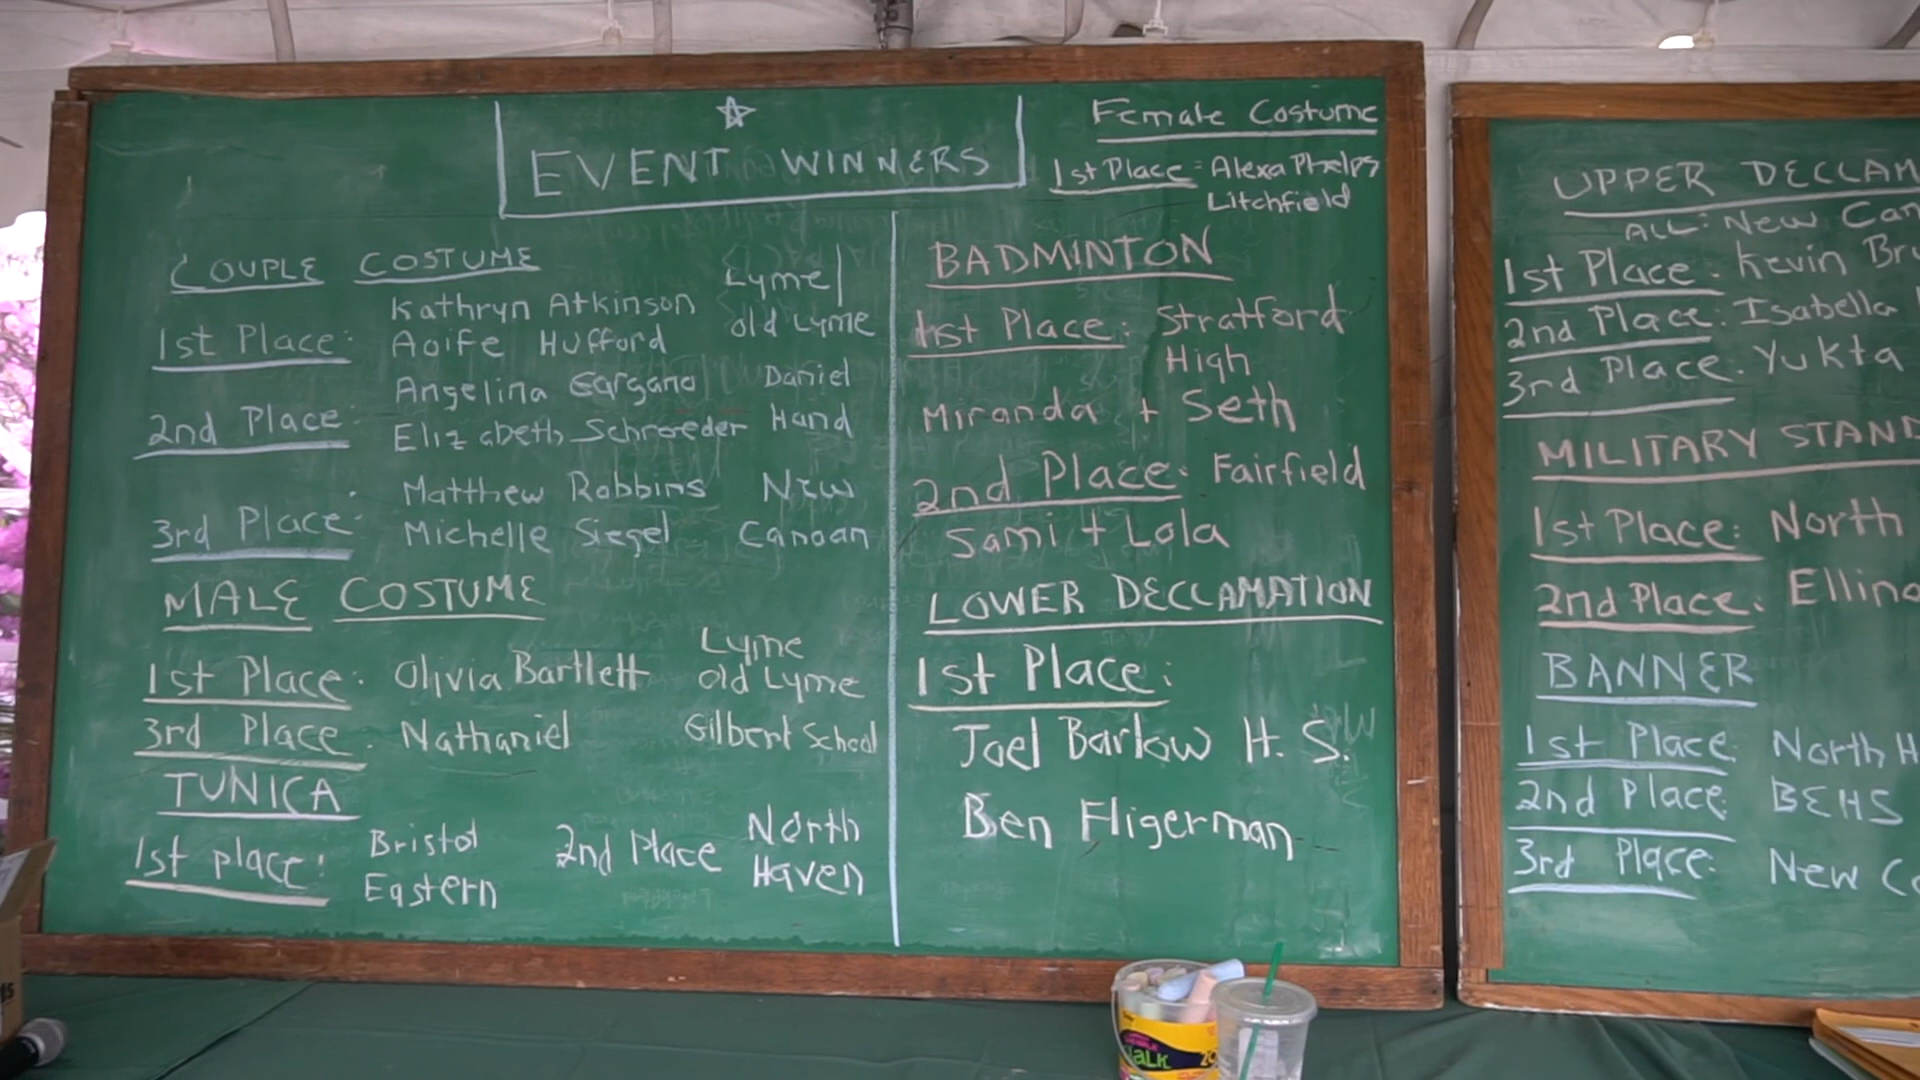 EVENT WINNERS
Female Costume
1st Place: Alexa Phelps
Litchfield
COUPLE COSTUME
1st Place: Kathryn Atkinson Lyme/
Aoife Hufford old Lyme
2nd Place: Angelina Gargano Daniel
Elizabeth Schroeder Hand
3rd Place: Matthew Robbins New
Michelle Siegel Canaan
MALE COSTUME
1st Place: Olivia Bartlett Lyme
old Lyme
3rd Place: Nathaniel Gilbert School
TUNICA
1st place: Bristol 2nd Place North
Eastern Haven
BADMINTON
1st Place: Stratford
High
Miranda + Seth
2nd Place: Fairfield
Sami + Lola
LOWER DECLAMATION
1st Place:
Joel Barlow H. S.
Ben Fligerman
UPPER DECLAM
ALL: New Can
1st Place: Kevin Bru
2nd Place: Isabella
3rd Place: Yukta
MILITARY STAND
1st Place: North
2nd Place: Elling
BANNER
1st Place: North H
2nd Place: BEHS
3rd Place: New Ca